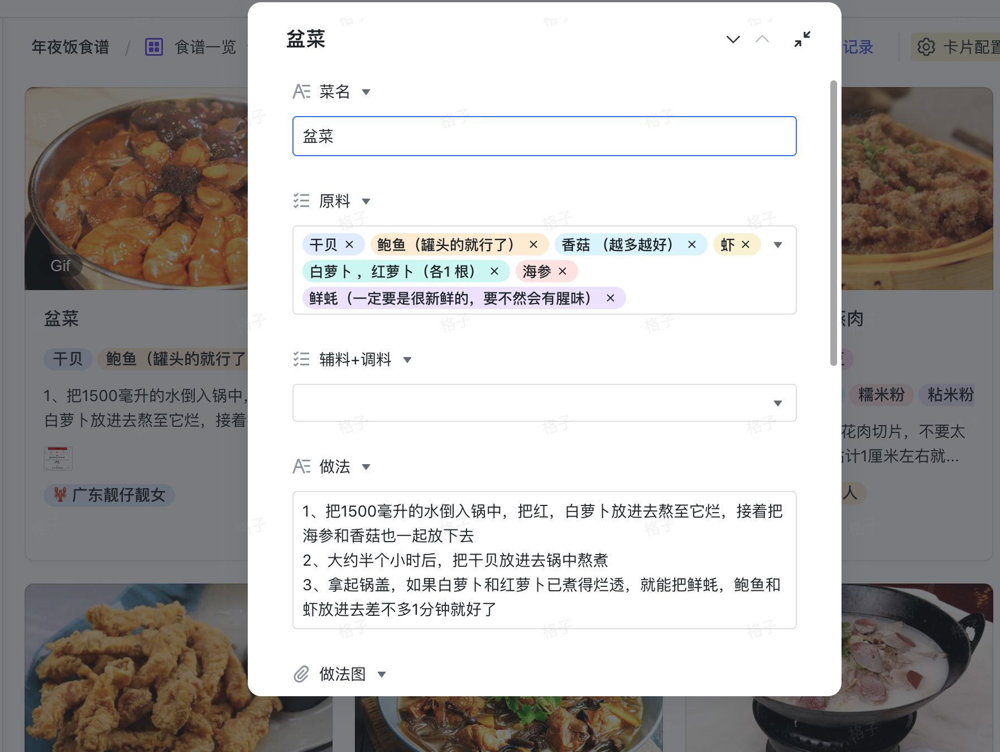 年夜饭食谱 / 食谱一览
记录
卡片配置
盆菜
菜名
盆菜
原料
干贝 × 鲍鱼（罐头的就行了） × 香菇 （越多越好） × 虾 ×
白萝卜 ，红萝卜（各1 根） × 海参 ×
鲜蚝（一定要是很新鲜的，要不然会有腥味） ×
辅料+调料
做法
1、把1500毫升的水倒入锅中，把红，白萝卜放进去熬至它烂，接着把
海参和香菇也一起放下去
2、大约半个小时后，把干贝放进去锅中熬煮
3、拿起锅盖，如果白萝卜和红萝卜已煮得烂透，就能把鲜蚝，鲍鱼和
虾放进去差不多1分钟就好了
做法图
Gif
盆菜
干贝 鲍鱼（罐头的就行了
1、把1500毫升的水倒入锅中，
白萝卜放进去熬至它烂，接着
🦞 广东靓仔靓女
肉
糯米粉 粘米粉
花肉切片，不要太
计1厘米左右就...
人
格子